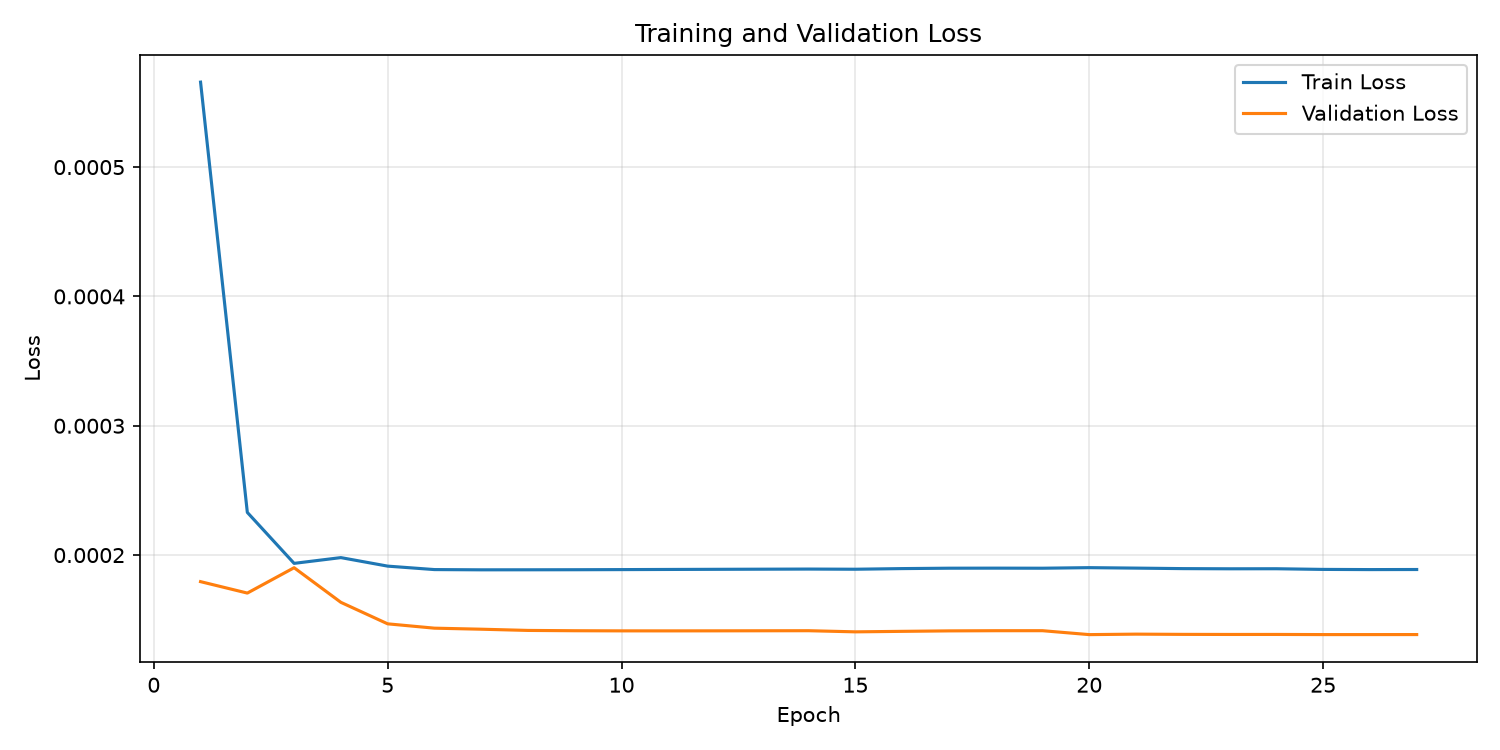 Training and Validation Loss
Train Loss
Validation Loss
0.0005
0.0004
0.0003
0.0002
Loss
0
5
10
15
20
25
Epoch